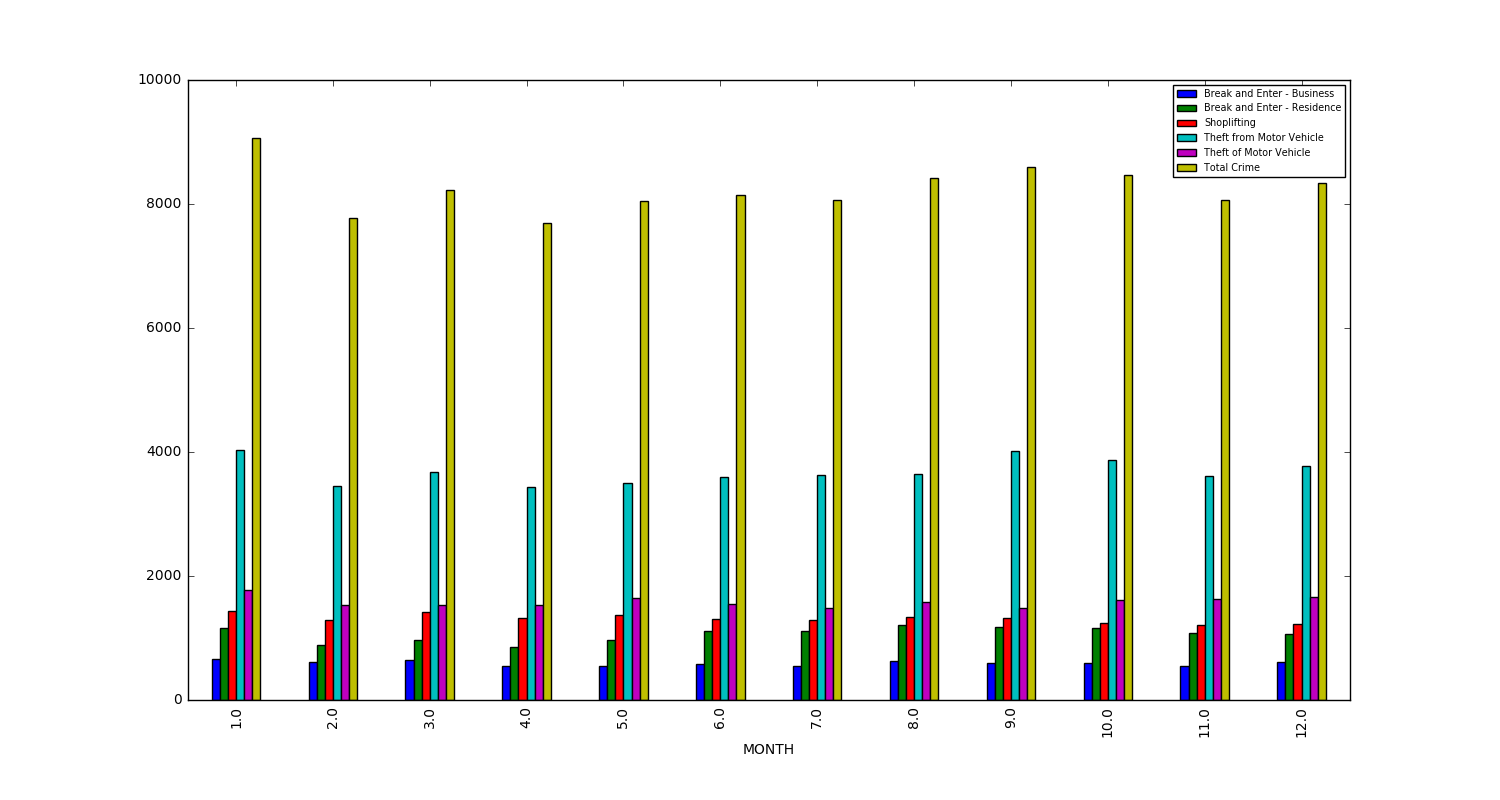 10000
8000
6000
4000
2000
0
Break and Enter - Business
Break and Enter - Residence
Shoplifting
Theft from Motor Vehicle
Theft of Motor Vehicle
Total Crime
1.0
2.0
3.0
4.0
5.0
6.0
7.0
8.0
9.0
10.0
11.0
12.0
MONTH